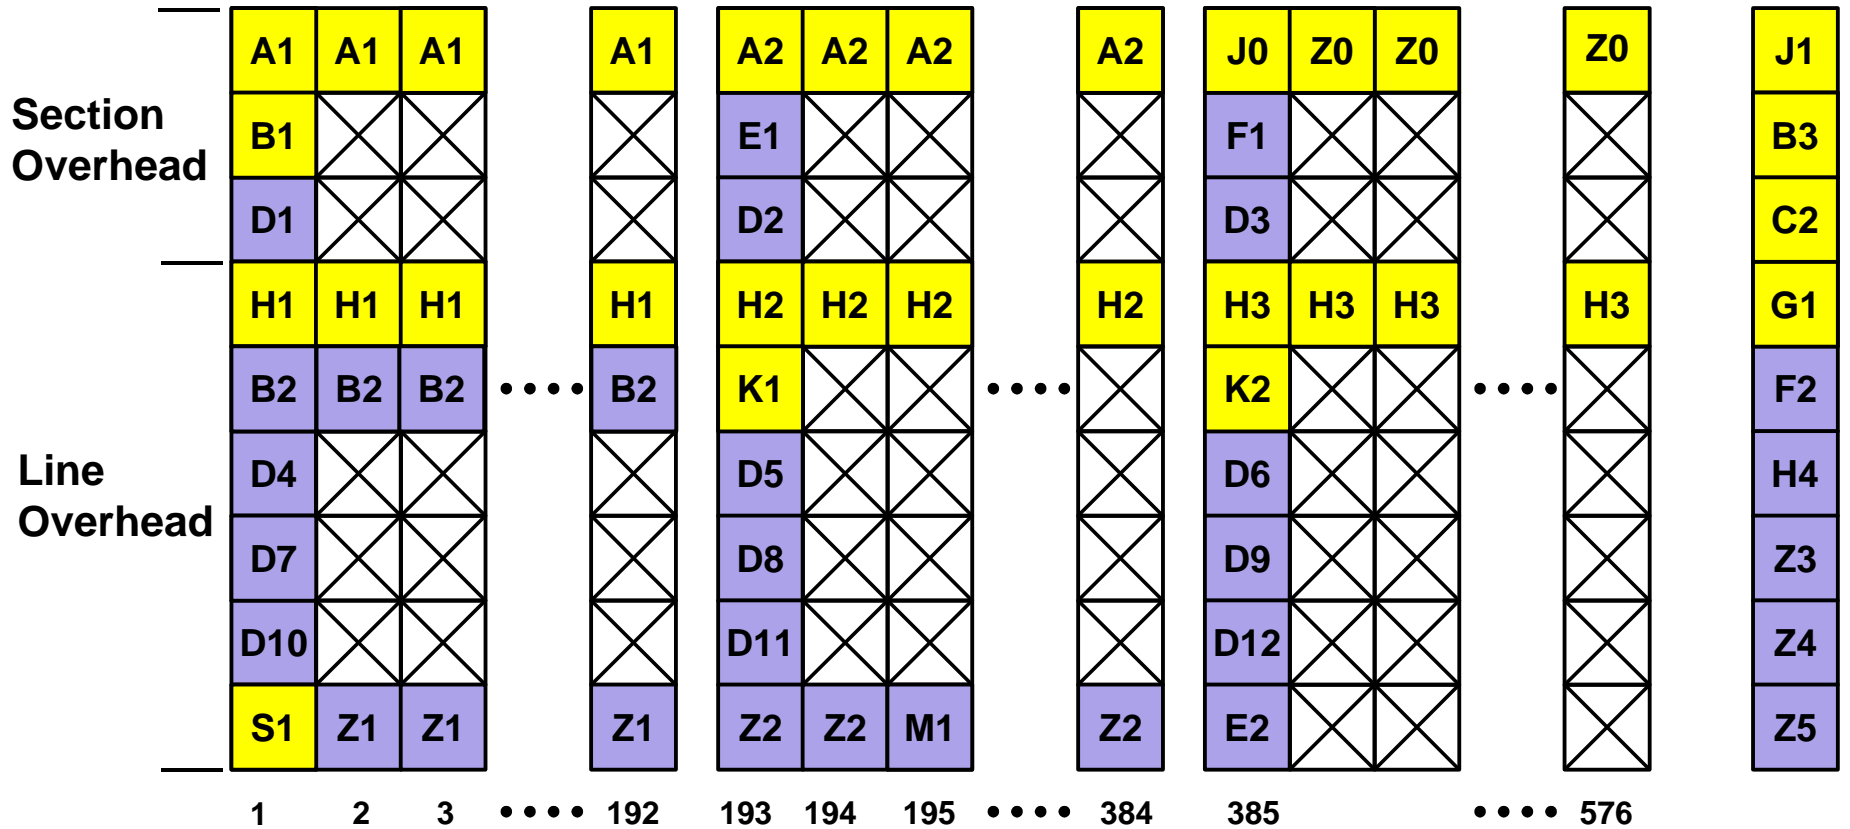 A1 A1 A1 A1 A2 A2 A2 A2 J0 Z0 Z0 Z0 J1
Section
Overhead
B1 E1 F1 B3
D1 D2 D3 C2
H1 H1 H1 H1 H2 H2 H2 H2 H3 H3 H3 H3 G1
B2 B2 B2 •••• B2 K1 •••• K2 •••• F2
Line
Overhead
D4 D5 D6 H4
D7 D8 D9 Z3
D10 D11 D12 Z4
S1 Z1 Z1 Z1 Z2 Z2 M1 Z2 E2 Z5
1 2 3 •••• 192 193 194 195 •••• 384 385 •••• 576